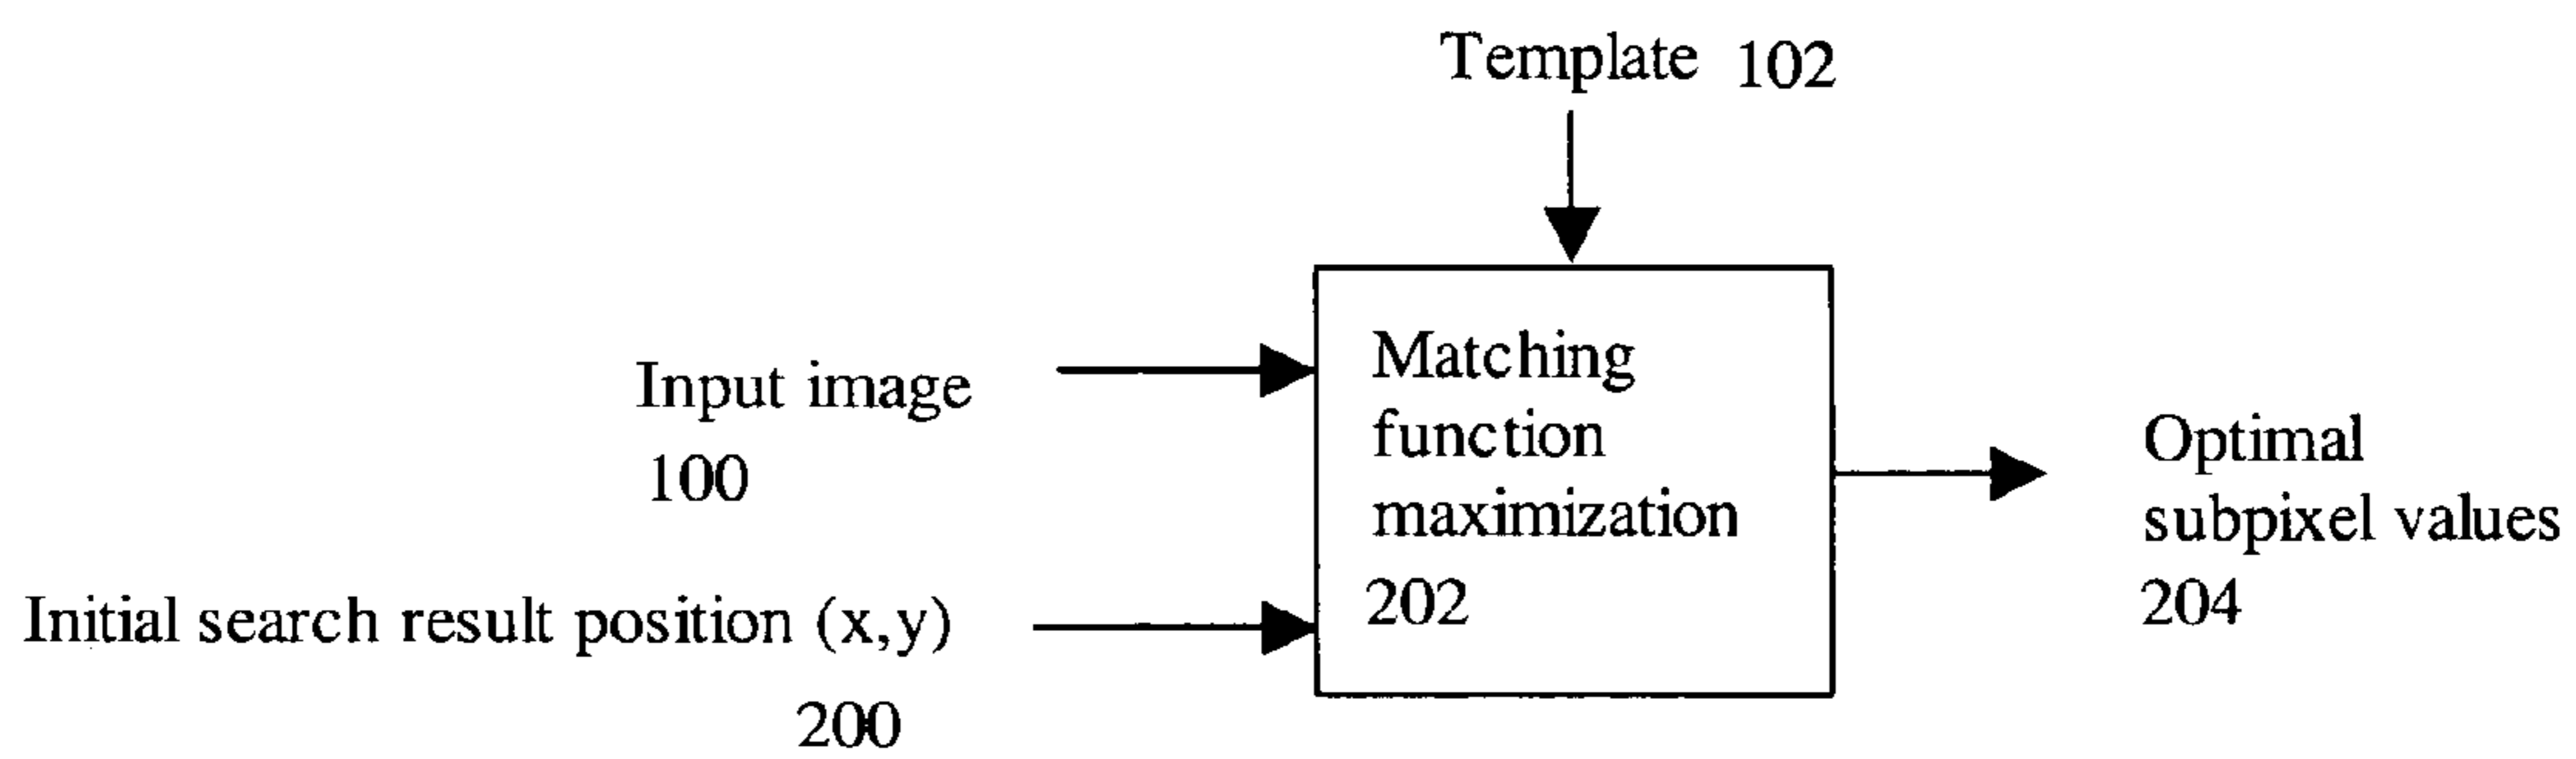 Template 102
Input image
100
Initial search result position (x,y)
200
Matching
function
maximization
202
Optimal
subpixel values
204